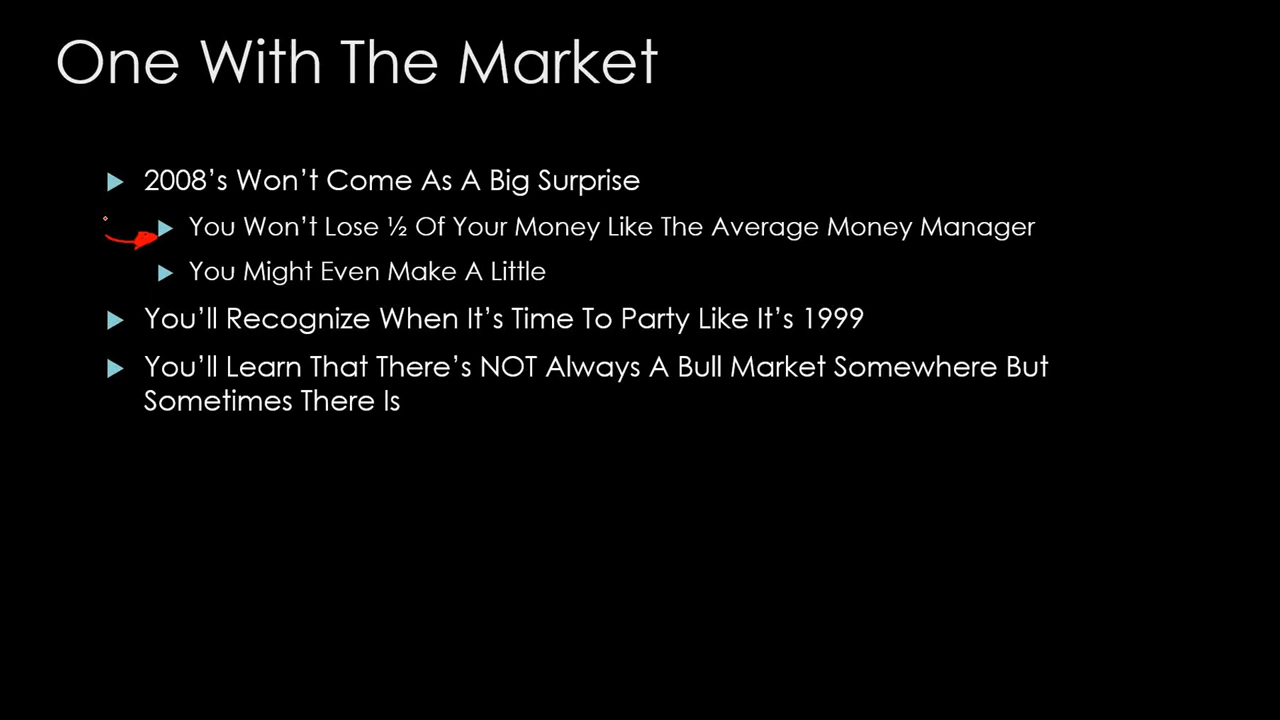 One With The Market
2008’s Won’t Come As A Big Surprise
You Won’t Lose ½ Of Your Money Like The Average Money Manager
You Might Even Make A Little
You’ll Recognize When It’s Time To Party Like It’s 1999
You’ll Learn That There’s NOT Always A Bull Market Somewhere But
Sometimes There Is